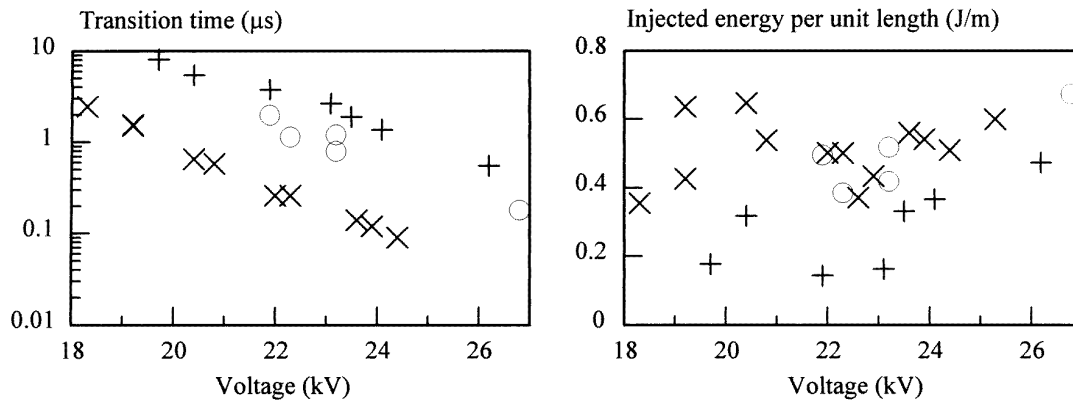 Transition time (μs)
10
1
0.1
0.01
18 20 22 24 26
Voltage (kV)
Injected energy per unit length (J/m)
0.8
0.6
0.4
0.2
0
18 20 22 24 26
Voltage (kV)